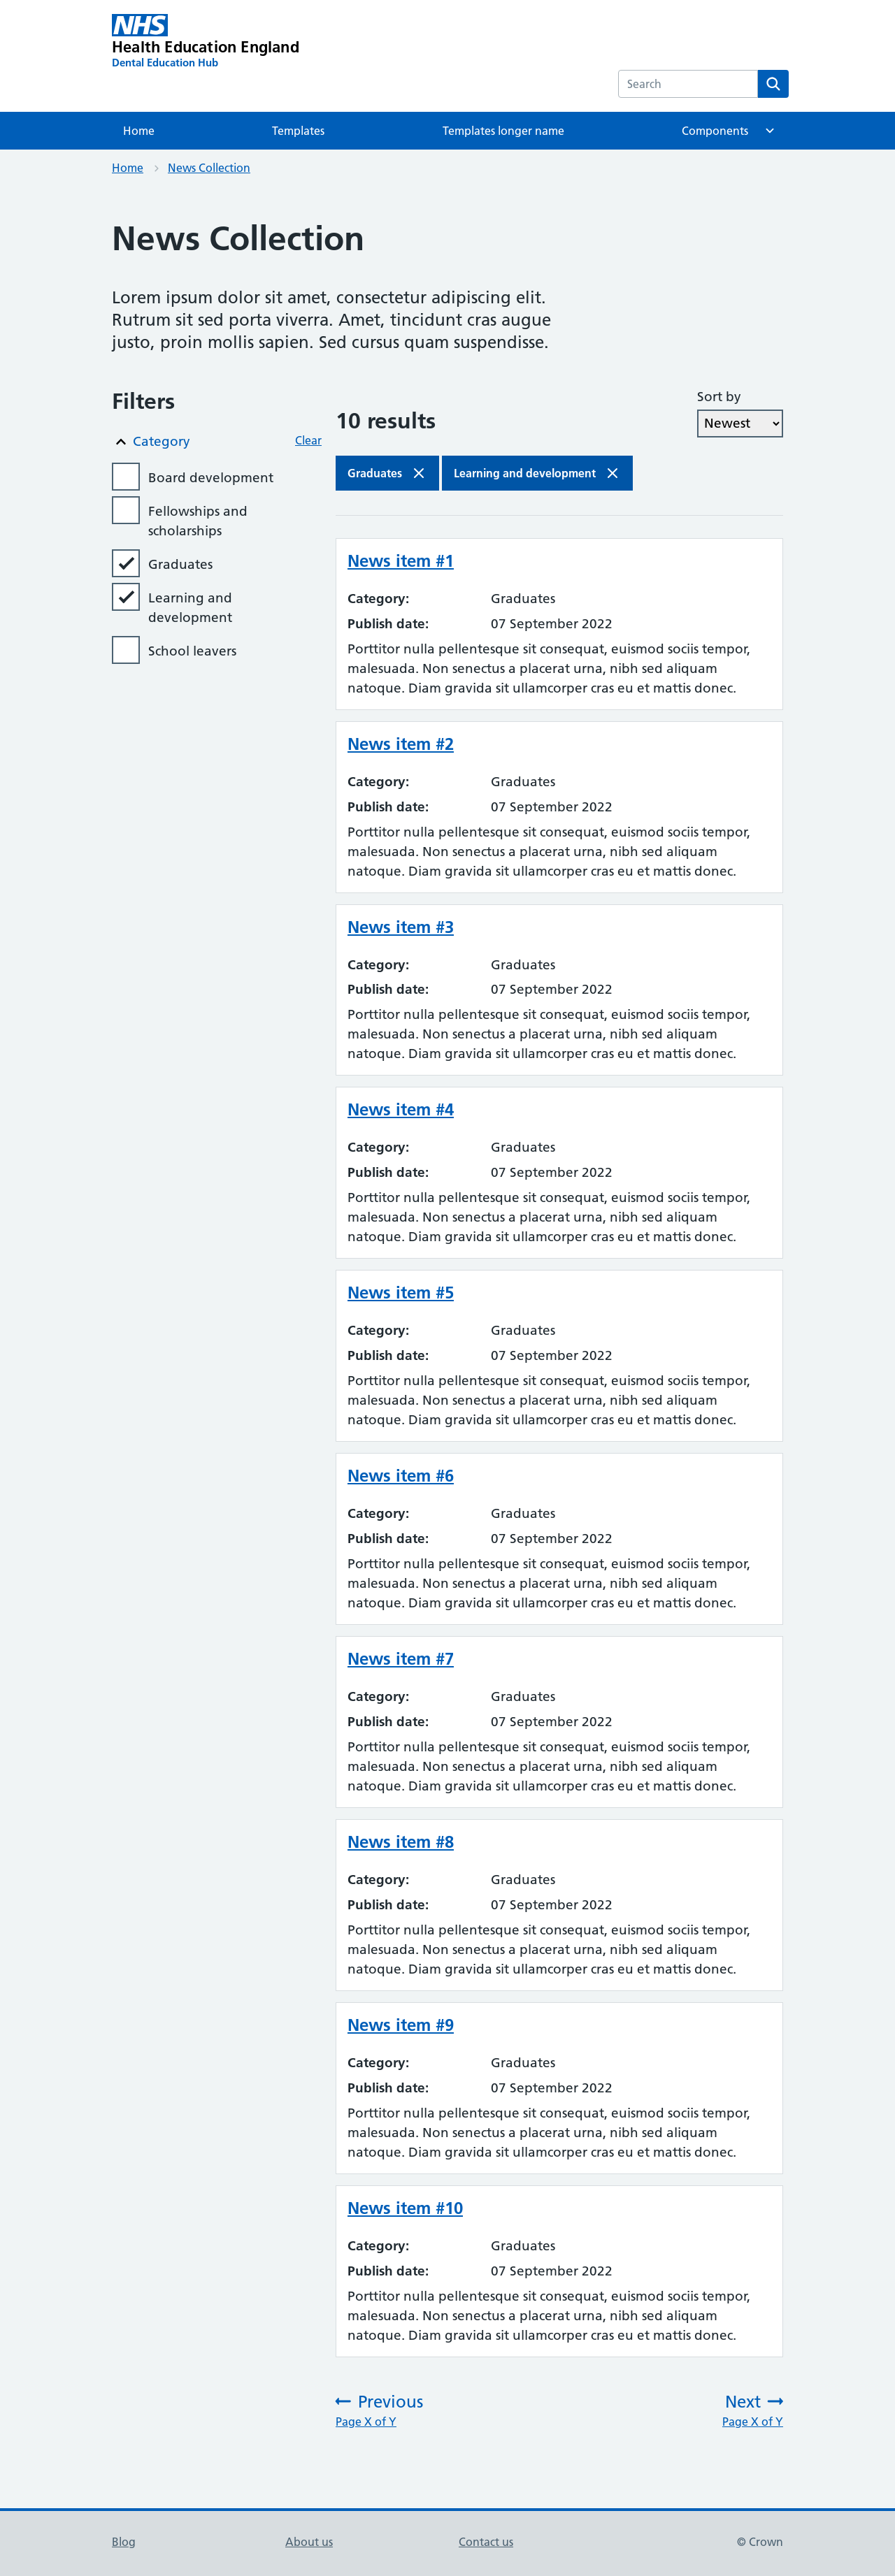 NHS
Health Education England
Dental Education Hub
Search
Home
Templates
Templates longer name
Components
Home
News Collection
News Collection
Lorem ipsum dolor sit amet, consectetur adipiscing elit.
Rutrum sit sed porta viverra. Amet, tincidunt cras augue
justo, proin mollis sapien. Sed cursus quam suspendisse.
Filters
Category
Clear
Board development
Fellowships and
scholarships
Graduates
Learning and
development
School leavers
10 results
Sort by
Newest
Graduates
Learning and development
News item #1
Category: Graduates
Publish date: 07 September 2022
Porttitor nulla pellentesque sit consequat, euismod sociis tempor,
malesuada. Non senectus a placerat urna, nibh sed aliquam
natoque. Diam gravida sit ullamcorper cras eu et mattis donec.
News item #2
Category: Graduates
Publish date: 07 September 2022
Porttitor nulla pellentesque sit consequat, euismod sociis tempor,
malesuada. Non senectus a placerat urna, nibh sed aliquam
natoque. Diam gravida sit ullamcorper cras eu et mattis donec.
News item #3
Category: Graduates
Publish date: 07 September 2022
Porttitor nulla pellentesque sit consequat, euismod sociis tempor,
malesuada. Non senectus a placerat urna, nibh sed aliquam
natoque. Diam gravida sit ullamcorper cras eu et mattis donec.
News item #4
Category: Graduates
Publish date: 07 September 2022
Porttitor nulla pellentesque sit consequat, euismod sociis tempor,
malesuada. Non senectus a placerat urna, nibh sed aliquam
natoque. Diam gravida sit ullamcorper cras eu et mattis donec.
News item #5
Category: Graduates
Publish date: 07 September 2022
Porttitor nulla pellentesque sit consequat, euismod sociis tempor,
malesuada. Non senectus a placerat urna, nibh sed aliquam
natoque. Diam gravida sit ullamcorper cras eu et mattis donec.
News item #6
Category: Graduates
Publish date: 07 September 2022
Porttitor nulla pellentesque sit consequat, euismod sociis tempor,
malesuada. Non senectus a placerat urna, nibh sed aliquam
natoque. Diam gravida sit ullamcorper cras eu et mattis donec.
News item #7
Category: Graduates
Publish date: 07 September 2022
Porttitor nulla pellentesque sit consequat, euismod sociis tempor,
malesuada. Non senectus a placerat urna, nibh sed aliquam
natoque. Diam gravida sit ullamcorper cras eu et mattis donec.
News item #8
Category: Graduates
Publish date: 07 September 2022
Porttitor nulla pellentesque sit consequat, euismod sociis tempor,
malesuada. Non senectus a placerat urna, nibh sed aliquam
natoque. Diam gravida sit ullamcorper cras eu et mattis donec.
News item #9
Category: Graduates
Publish date: 07 September 2022
Porttitor nulla pellentesque sit consequat, euismod sociis tempor,
malesuada. Non senectus a placerat urna, nibh sed aliquam
natoque. Diam gravida sit ullamcorper cras eu et mattis donec.
News item #10
Category: Graduates
Publish date: 07 September 2022
Porttitor nulla pellentesque sit consequat, euismod sociis tempor,
malesuada. Non senectus a placerat urna, nibh sed aliquam
natoque. Diam gravida sit ullamcorper cras eu et mattis donec.
Previous
Page X of Y
Next
Page X of Y
Blog
About us
Contact us
© Crown